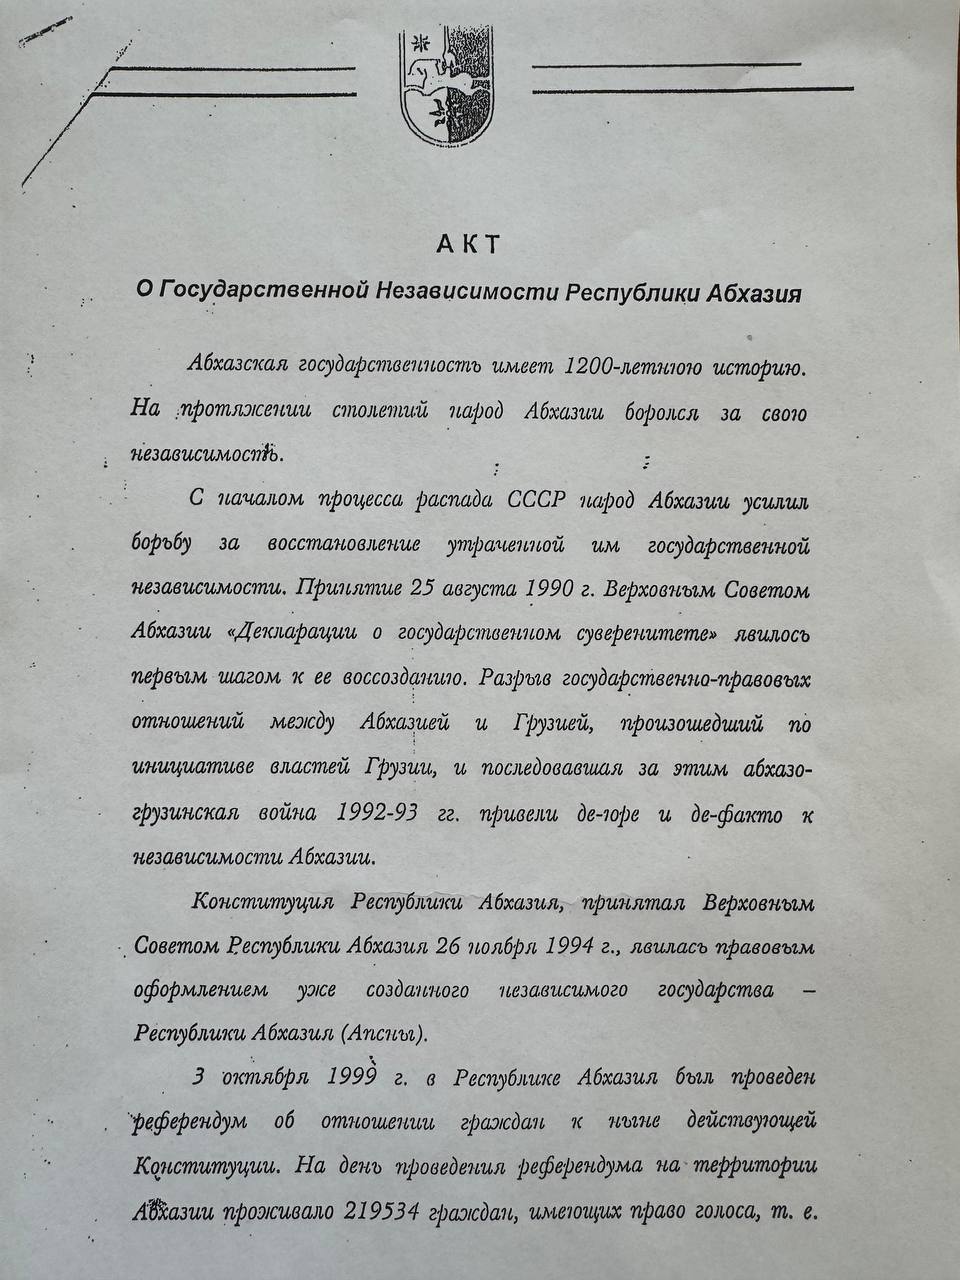 АКТ
О Государственной Независимости Республики Абхазия
Абхазская государственность имеет 1200-летнюю историю.
На протяжении столетий народ Абхазии боролся за свою
независимость.
С началом процесса распада СССР народ Абхазии усилил
борьбу за восстановление утраченной им государственной
независимости. Принятие 25 августа 1990 г. Верховным Советом
Абхазии «Декларации о государственном суверенитете» явилось
первым шагом к ее воссозданию. Разрыв государственно-правовых
отношений между Абхазией и Грузией, произошедший по
инициативе властей Грузии, и последовавшая за этим абхазо-
грузинская война 1992-93 гг. привели де-юре и де-факто к
независимости Абхазии.
Конституция Республики Абхазия, принятая Верховным
Советом Республики Абхазия 26 ноября 1994 г., явилась правовым
оформлением уже созданного независимого государства –
Республики Абхазия (Апсны).
3 октября 1999 г. в Республике Абхазия был проведен
референдум об отношении граждан к ныне действующей
Конституции. На день проведения референдума на территории
Абхазии проживало 219534 граждан, имеющих право голоса, т. е.